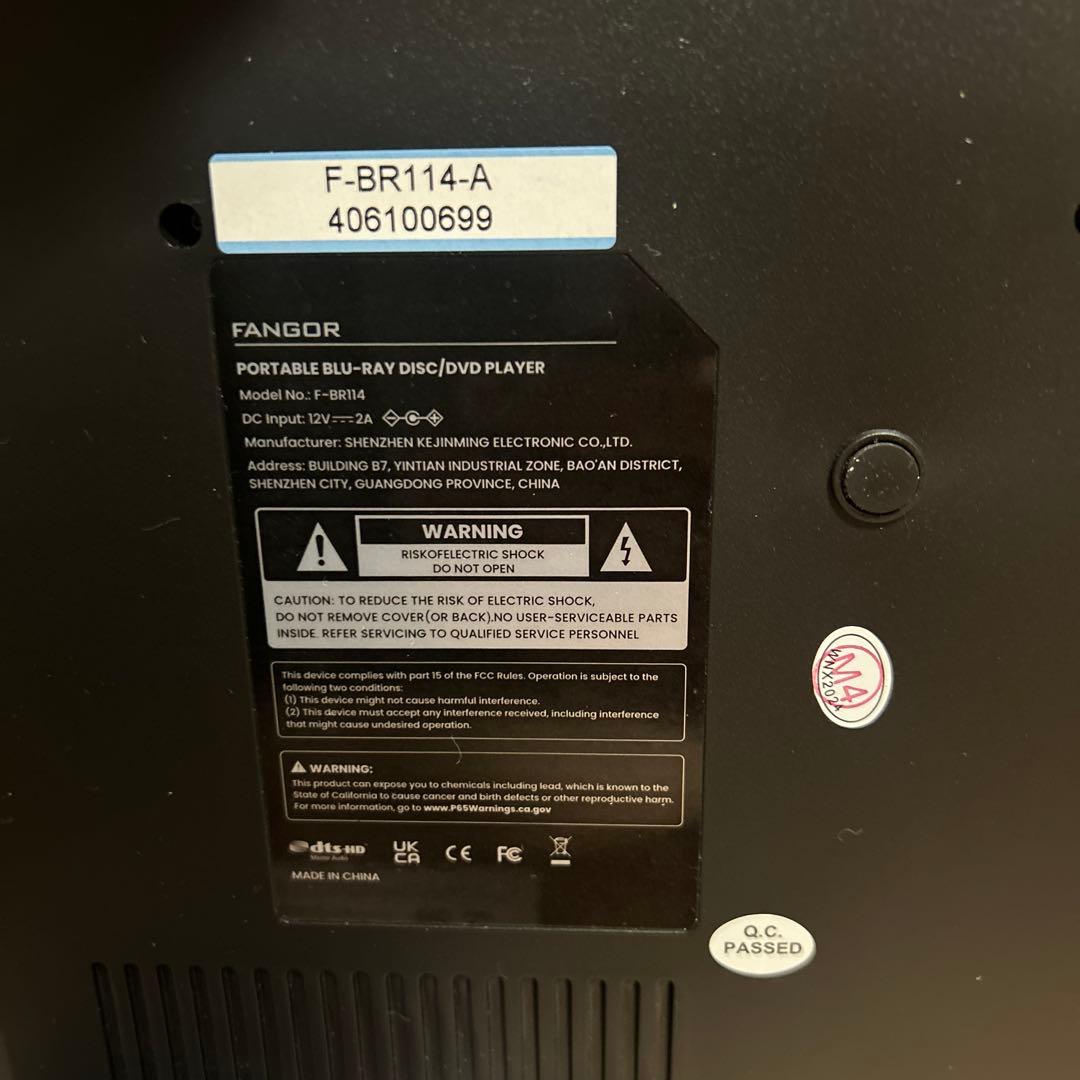 F-BR114-A
406100699
FANGOR
PORTABLE BLU-RAY DISC/DVD PLAYER
Model No.: F-BR114
DC Input: 12V⎓2A
Manufacturer: SHENZHEN KEJINMING ELECTRONIC CO.,LTD.
Address: BUILDING B7, YINTIAN INDUSTRIAL ZONE, BAO'AN DISTRICT,
SHENZHEN CITY, GUANGDONG PROVINCE, CHINA
WARNING
RISKOFELECTRIC SHOCK
DO NOT OPEN
CAUTION: TO REDUCE THE RISK OF ELECTRIC SHOCK,
DO NOT REMOVE COVER(OR BACK).NO USER-SERVICEABLE PARTS
INSIDE. REFER SERVICING TO QUALIFIED SERVICE PERSONNEL
This device complies with part 15 of the FCC Rules. Operation is subject to the
following two conditions:
(1) This device might not cause harmful interference.
(2) This device must accept any interference received, including interference
that might cause undesired operation.
WARNING:
This product can expose you to chemicals including lead, which is known to the
State of California to cause cancer and birth defects or other reproductive harm.
For more information, go to www.P65Warnings.ca.gov
dts-HD
Master Audio
UK
CA
CE
FC
MADE IN CHINA
M4
WNX2024
Q.C.
PASSED